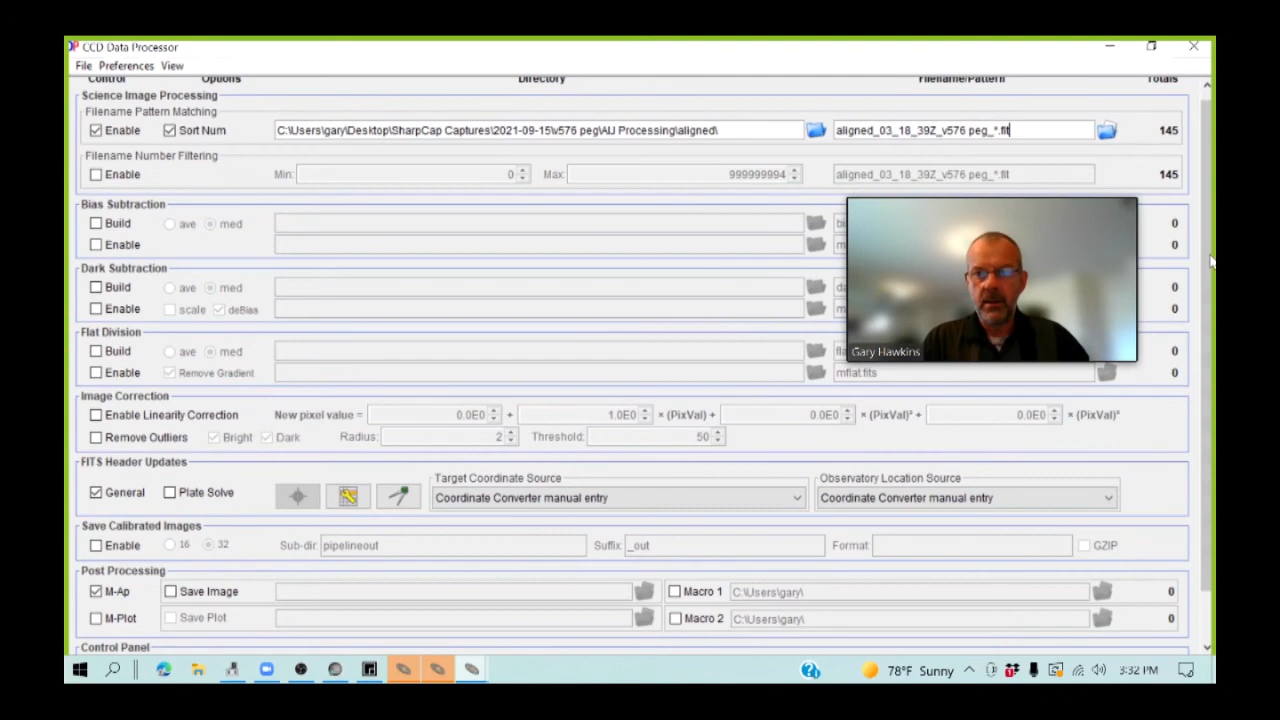 CCD Data Processor
File Preferences View
Control Options Directory Filename/Pattern Totals
Science Image Processing
Filename Pattern Matching
Enable Sort Num C:\Users\gary\Desktop\SharpCap Captures\2021-09-15\v576 peg\AIJ Processing\aligned\ aligned_03_18_39Z_v576 peg_*.fit 145
Filename Number Filtering
Enable Min: 0 Max: 999999994 aligned_03_18_39Z_v576 peg_*.fit 145
Bias Subtraction
Build ave med bi 0
Enable m 0
Dark Subtraction
Build ave med da 0
Enable scale deBias m 0
Flat Division
Build ave med fla 0
Gary Hawkins
Enable Remove Gradient mflat.fits 0
Image Correction
Enable Linearity Correction New pixel value = 0.0E0 + 1.0E0 × (PixVal) + 0.0E0 × (PixVal)² + 0.0E0 × (PixVal)³
Remove Outliers Bright Dark Radius: 2 Threshold: 50
FITS Header Updates
Target Coordinate Source Observatory Location Source
General Plate Solve Coordinate Converter manual entry Coordinate Converter manual entry
Save Calibrated Images
Enable 16 32 Sub-dir: pipelineout Suffix: _out Format: GZIP
Post Processing
M-Ap Save Image Macro 1 C:\Users\gary\ 0
M-Plot Save Plot Macro 2 C:\Users\gary\ 0
Control Panel
78°F Sunny 3:32 PM